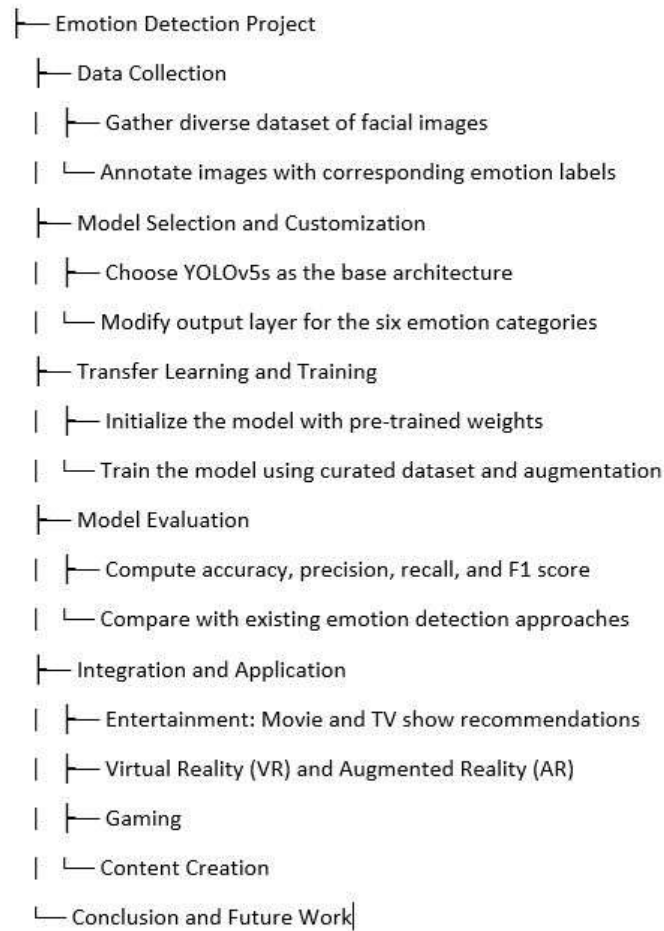 ├── Emotion Detection Project
├── Data Collection
│ ├── Gather diverse dataset of facial images
│ └── Annotate images with corresponding emotion labels
├── Model Selection and Customization
│ ├── Choose YOLOv5s as the base architecture
│ └── Modify output layer for the six emotion categories
├── Transfer Learning and Training
│ ├── Initialize the model with pre-trained weights
│ └── Train the model using curated dataset and augmentation
├── Model Evaluation
│ ├── Compute accuracy, precision, recall, and F1 score
│ └── Compare with existing emotion detection approaches
├── Integration and Application
│ ├── Entertainment: Movie and TV show recommendations
│ ├── Virtual Reality (VR) and Augmented Reality (AR)
│ ├── Gaming
│ └── Content Creation
└── Conclusion and Future Work